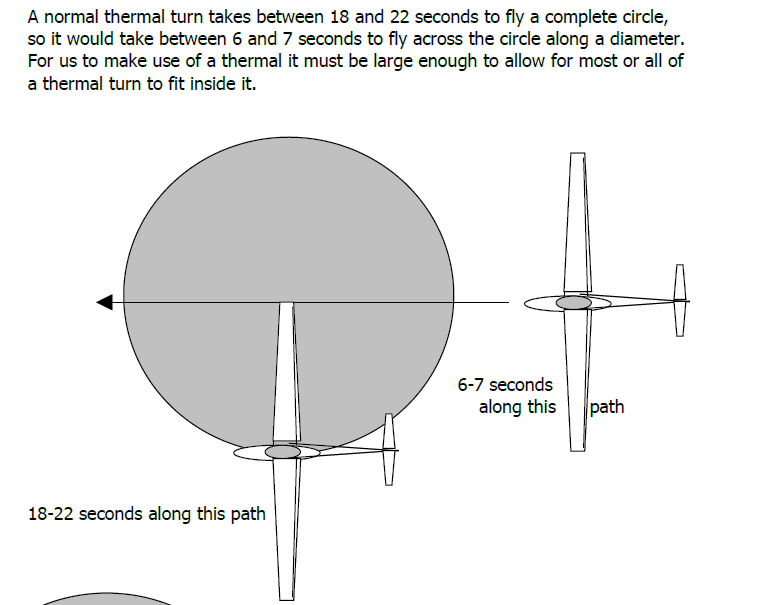 A normal thermal turn takes between 18 and 22 seconds to fly a complete circle,
so it would take between 6 and 7 seconds to fly across the circle along a diameter.
For us to make use of a thermal it must be large enough to allow for most or all of
a thermal turn to fit inside it.
6-7 seconds
along this path
18-22 seconds along this path